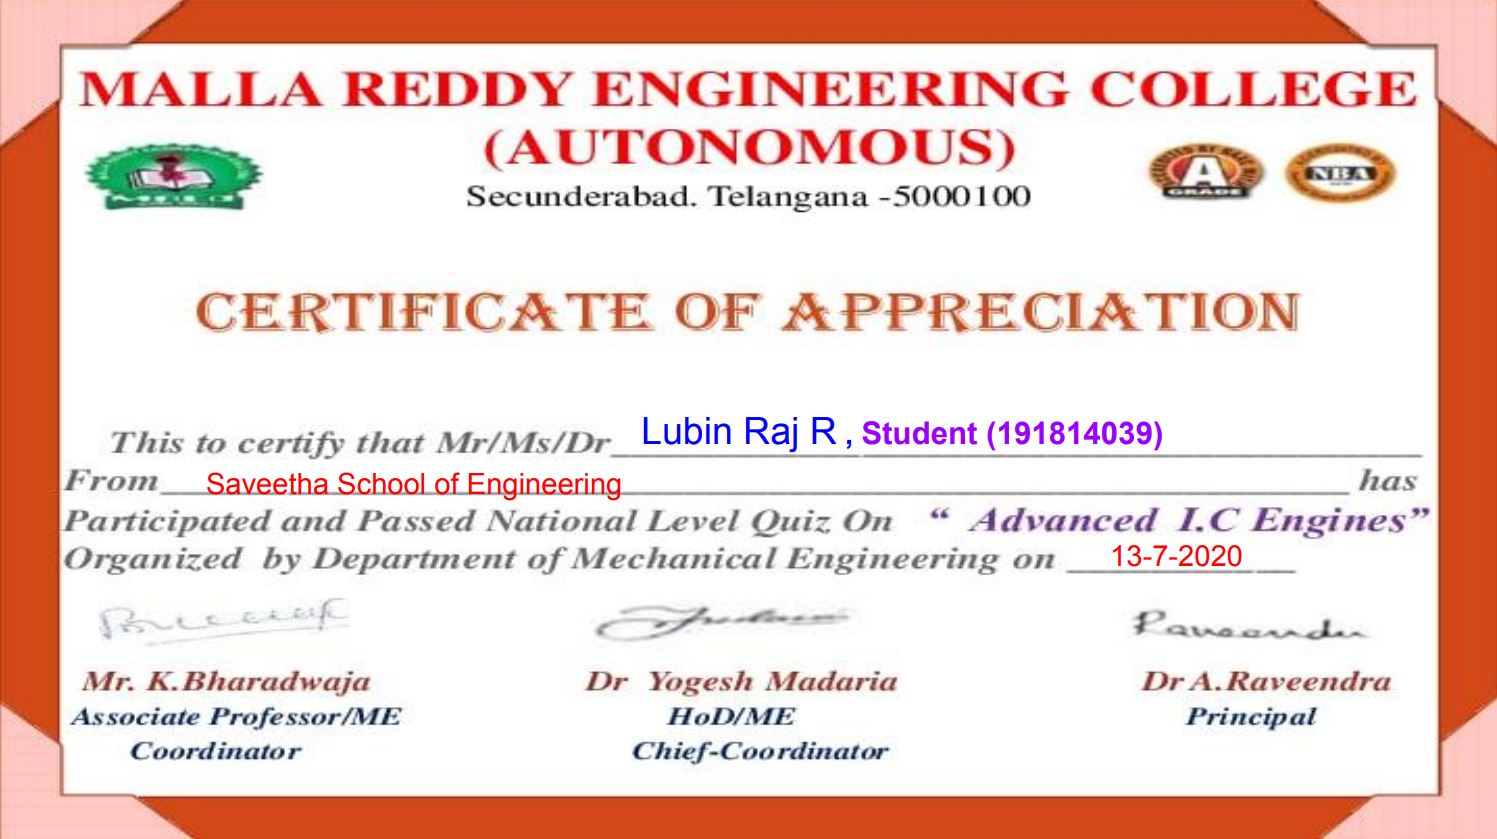 MALLA REDDY ENGINEERING COLLEGE
(AUTONOMOUS)
Secunderabad. Telangana -5000100
A
GRADE
NBA
CERTIFICATE OF APPRECIATION
This to certify that Mr/Ms/Dr Lubin Raj R , Student (191814039)
From Saveetha School of Engineering has
Participated and Passed National Level Quiz On “ Advanced I.C Engines”
Organized by Department of Mechanical Engineering on 13-7-2020
Mr. K.Bharadwaja Dr Yogesh Madaria Dr A.Raveendra
Associate Professor/ME HoD/ME Principal
Coordinator Chief-Coordinator